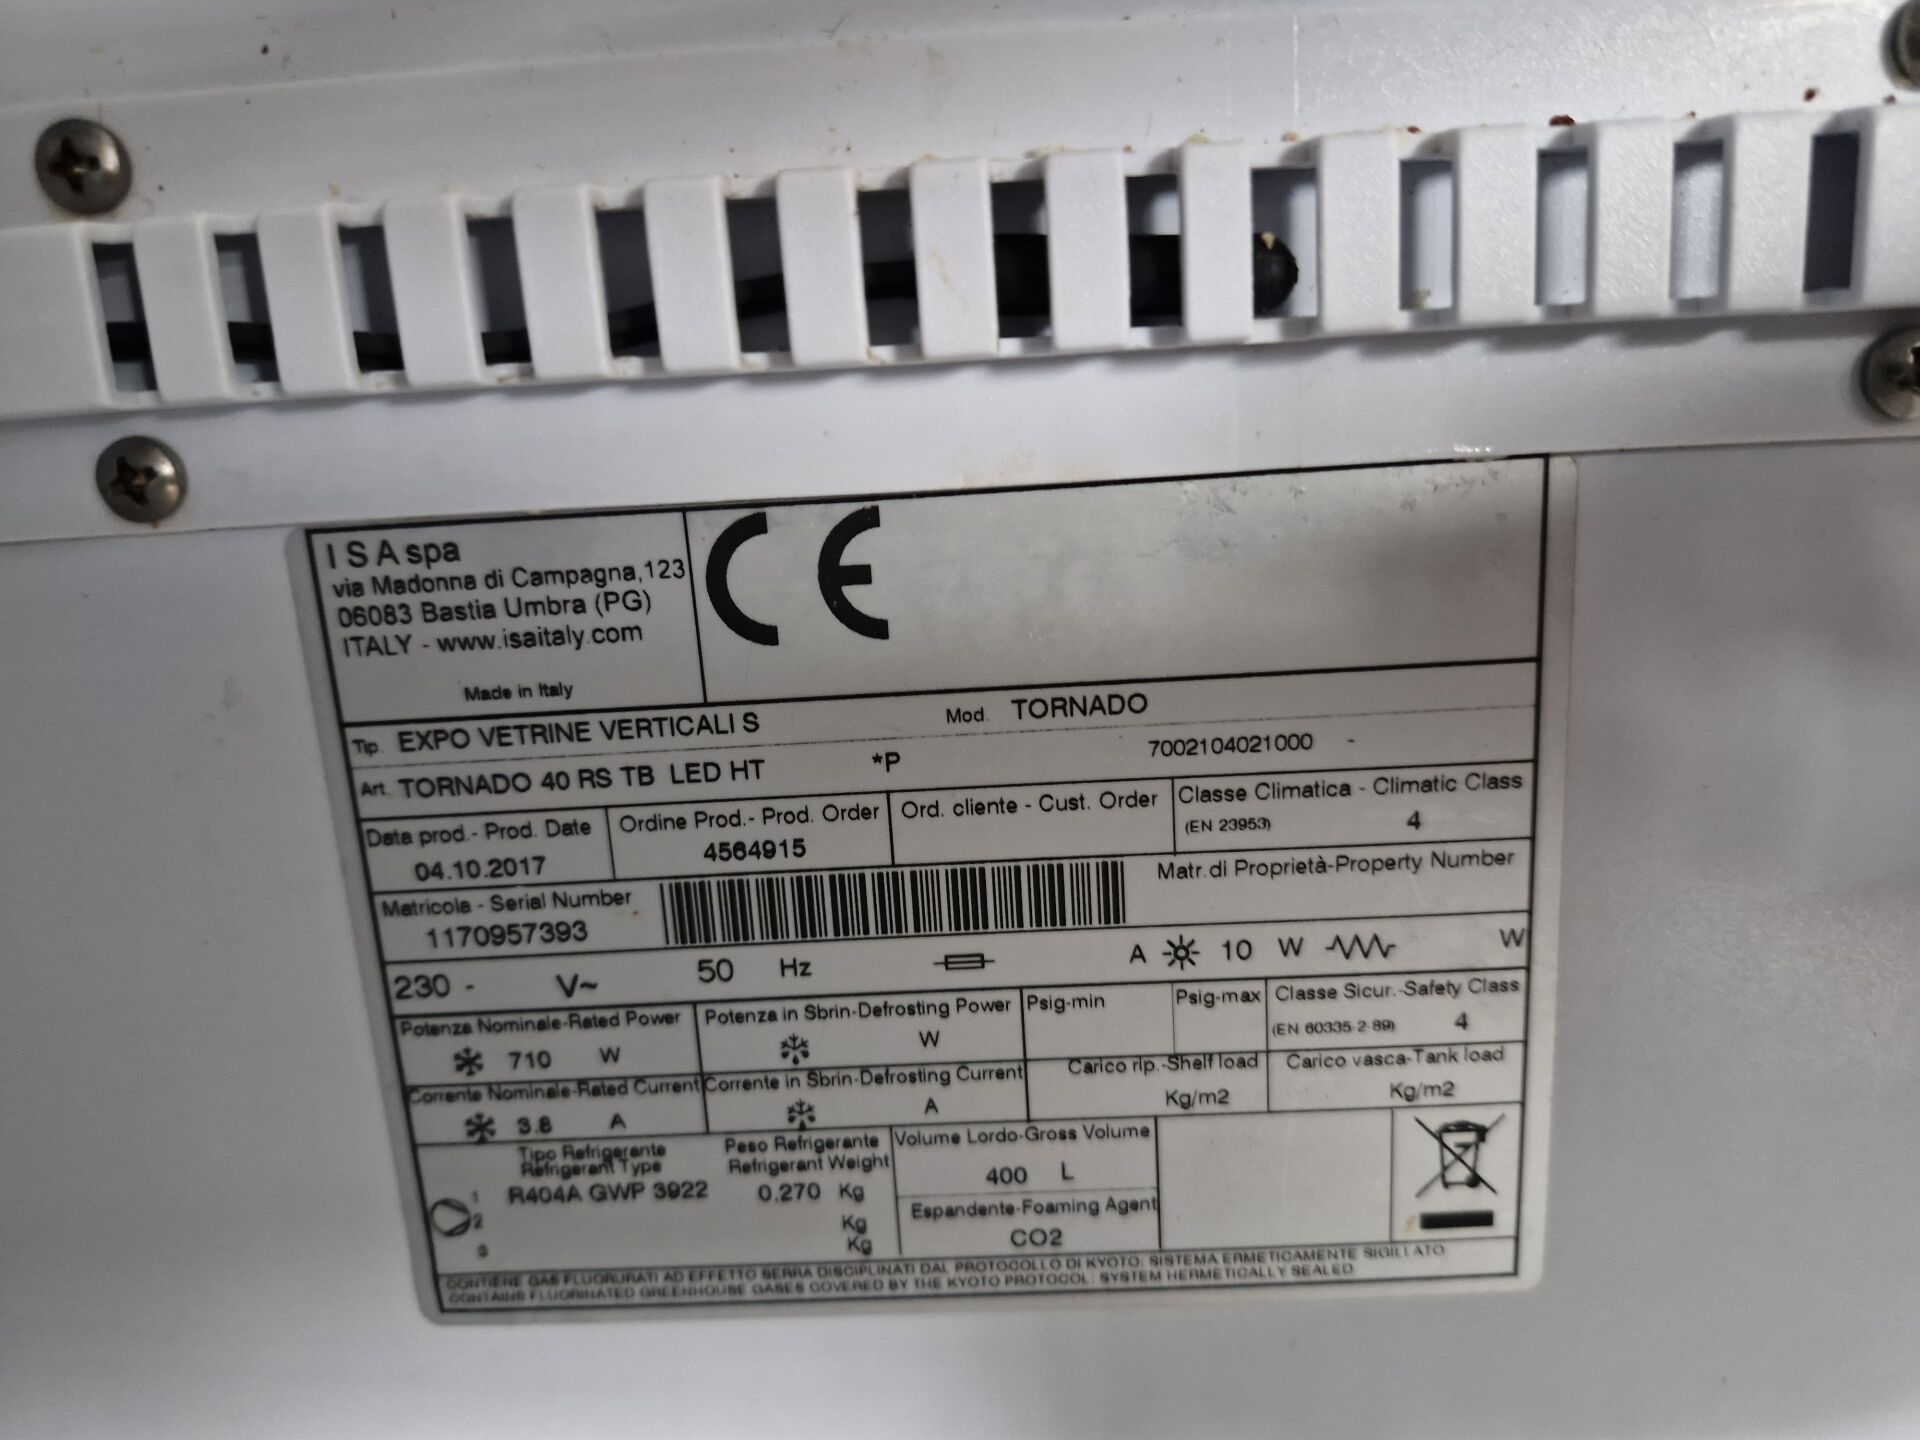 I S A spa
via Madonna di Campagna,123
06083 Bastia Umbra (PG)
ITALY - www.isaitaly.com
Made in Italy
CE
Tip. EXPO VETRINE VERTICALI S Mod. TORNADO
Art. TORNADO 40 RS TB LED HT *P 7002104021000 -
Data prod.- Prod. Date
04.10.2017
Ordine Prod.- Prod. Order
4564915
Ord. cliente - Cust. Order
Classe Climatica - Climatic Class
(EN 23953) 4
Matricola - Serial Number
1170957393
Matr.di Proprietà-Property Number
230 - V~ 50 Hz A 10 W W
Potenza Nominale-Rated Power
710 W
Potenza in Sbrin-Defrosting Power
W
Psig-min
Psig-max
Classe Sicur.-Safety Class
(EN 60335-2-89) 4
Corrente Nominale-Rated Current
3.8 A
Corrente in Sbrin-Defrosting Current
A
Carico rip.-Shelf load
Kg/m2
Carico vasca-Tank load
Kg/m2
Tipo Refrigerante
Refrigerant Type
Peso Refrigerante
Refrigerant Weight
1 R404A GWP 3922 0.270 Kg
2 Kg
3 Kg
Volume Lordo-Gross Volume
400 L
Espandente-Foaming Agent
CO2
CONTIENE GAS FLUORURATI AD EFFETTO SERRA DISCIPLINATI DAL PROTOCOLLO DI KYOTO: SISTEMA ERMETICAMENTE SIGILLATO
CONTAINS FLUORINATED GREENHOUSE GASES COVERED BY THE KYOTO PROTOCOL: SYSTEM HERMETICALLY SEALED